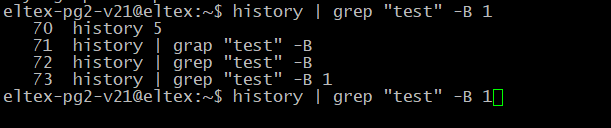 eltex-pg2-v21@eltex:~$ history | grep "test" -B 1
70 history 5
71 history | grap "test" -B
72 history | grep "test" -B
73 history | grep "test" -B 1
eltex-pg2-v21@eltex:~$ history | grep "test" -B 1